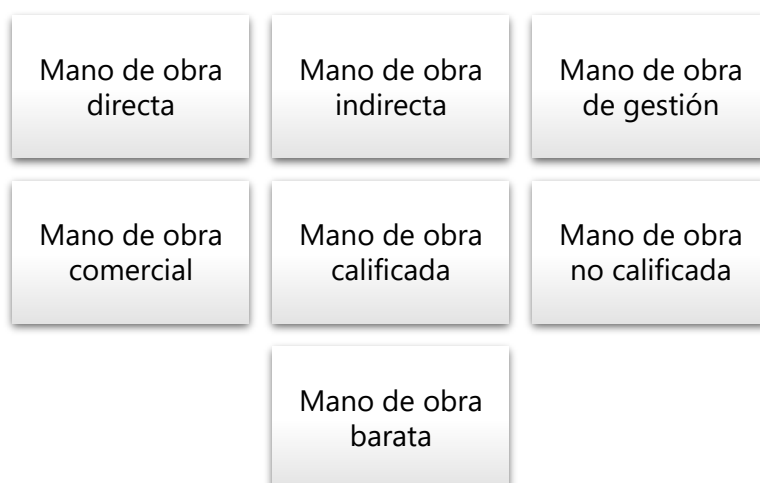 Mano de obra
directa
Mano de obra
indirecta
Mano de obra
de gestión
Mano de obra
comercial
Mano de obra
calificada
Mano de obra
no calificada
Mano de obra
barata